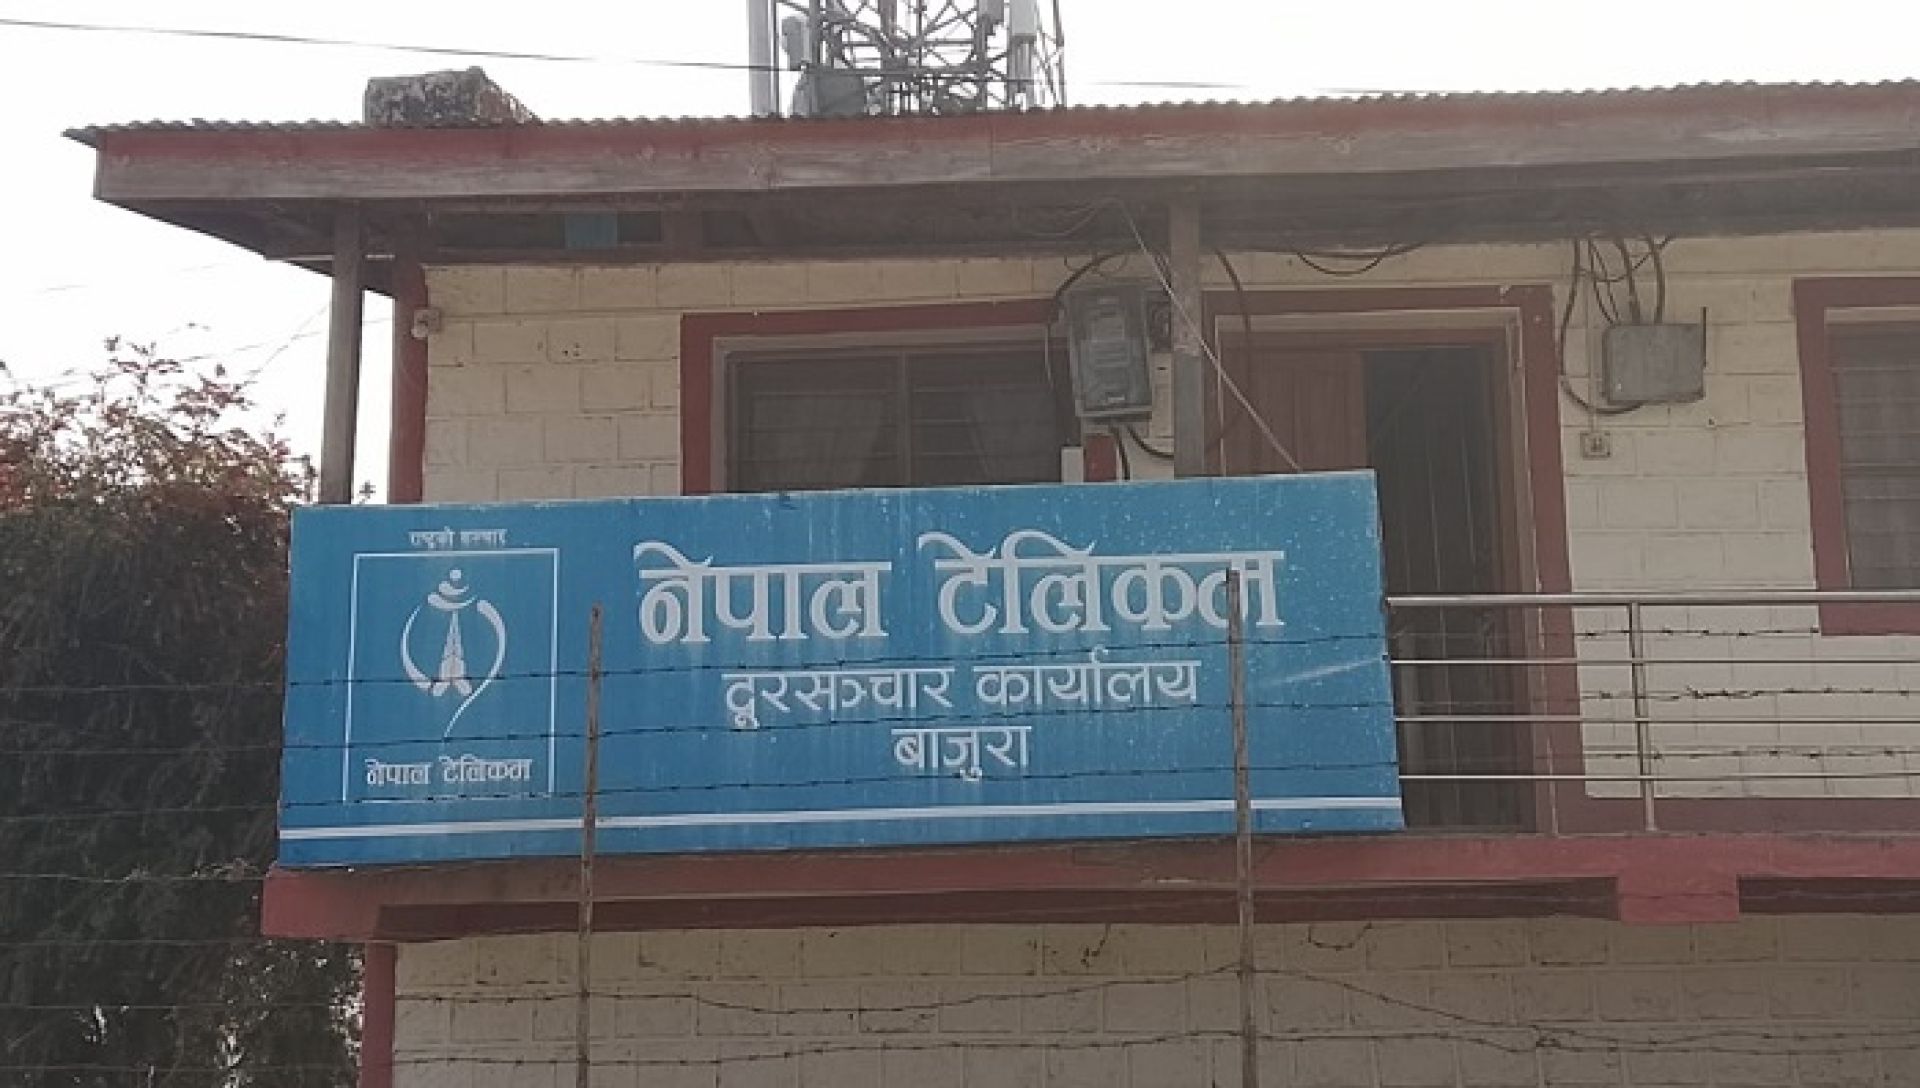 राष्ट्रको सञ्चार
नेपाल टेलिकम
नेपाल टेलिकम
दूरसञ्चार कार्यालय
बाजुरा